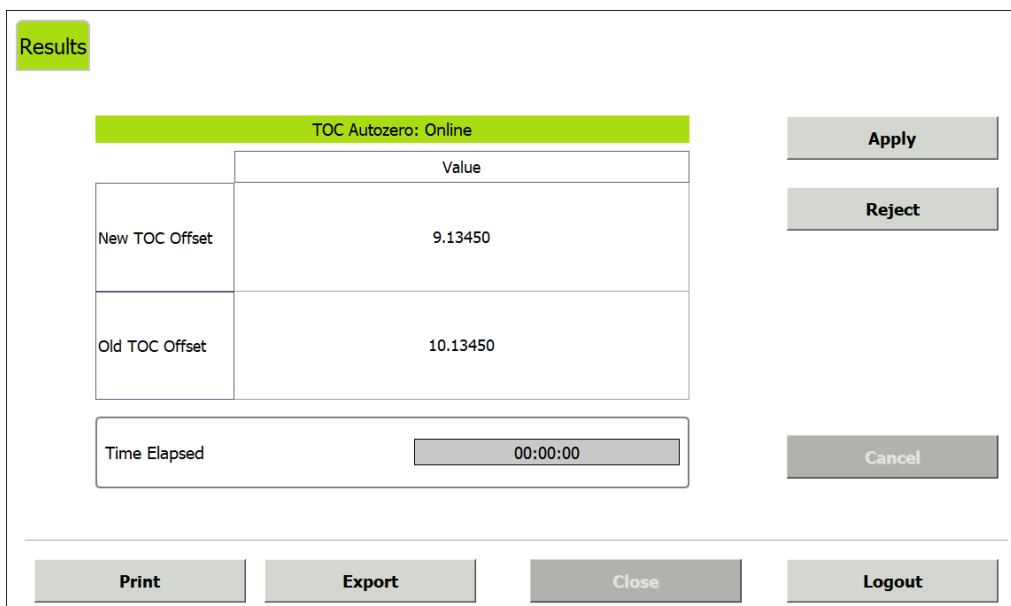 Results
TOC Autozero: Online
Apply
Value
Reject
New TOC Offset
9.13450
Old TOC Offset
10.13450
Time Elapsed
00:00:00
Cancel
Print
Export
Close
Logout